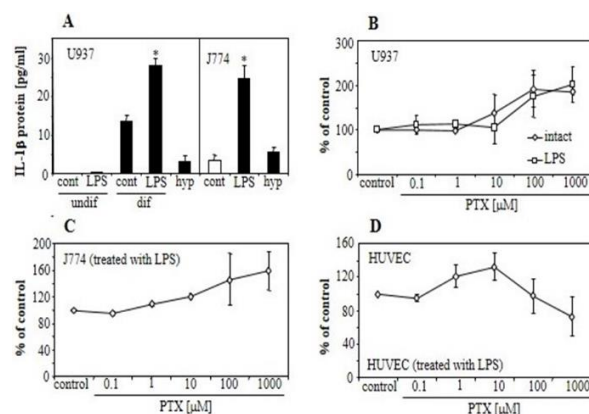 A
U937
J774
*
*
IL-1β protein [pg/ml]
30
20
10
0
cont LPS cont LPS hyp cont LPS hyp
undif dif
B
U937
% of control
300
200
100
0
intact
LPS
control 0.1 1 10 100 1000
PTX [µM]
C
J774 (treated with LPS)
% of control
200
160
120
80
40
0
control 0.1 1 10 100 1000
PTX [µM]
D
HUVEC
% of control
160
120
80
40
0
HUVEC (treated with LPS)
control 0.1 1 10 100 1000
PTX [µM]